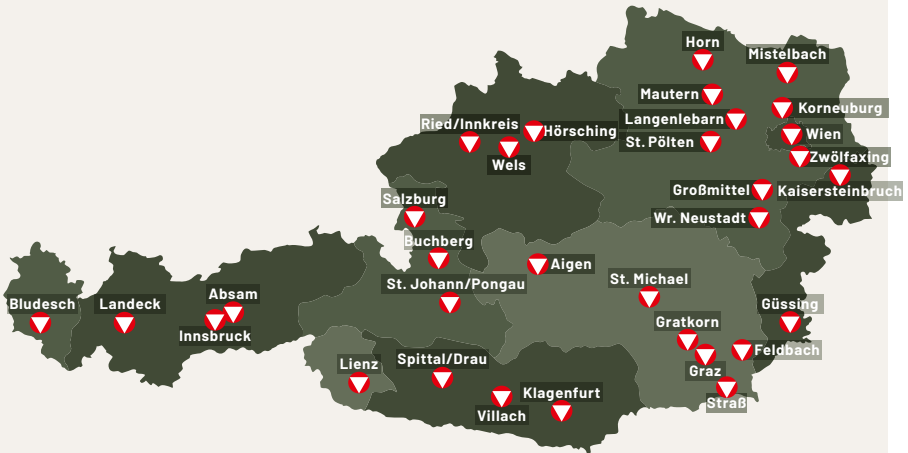 Horn
Mistelbach
Mautern
Korneuburg
Langenlebarn
Ried/Innkreis
Hörsching
Wien
St. Pölten
Zwölfaxing
Wels
Großmittel
Kaisersteinbruch
Salzburg
Wr. Neustadt
Buchberg
Aigen
St. Michael
St. Johann/Pongau
Absam
Bludesch
Landeck
Güssing
Gratkorn
Innsbruck
Feldbach
Spittal/Drau
Lienz
Graz
Klagenfurt
Straß
Villach